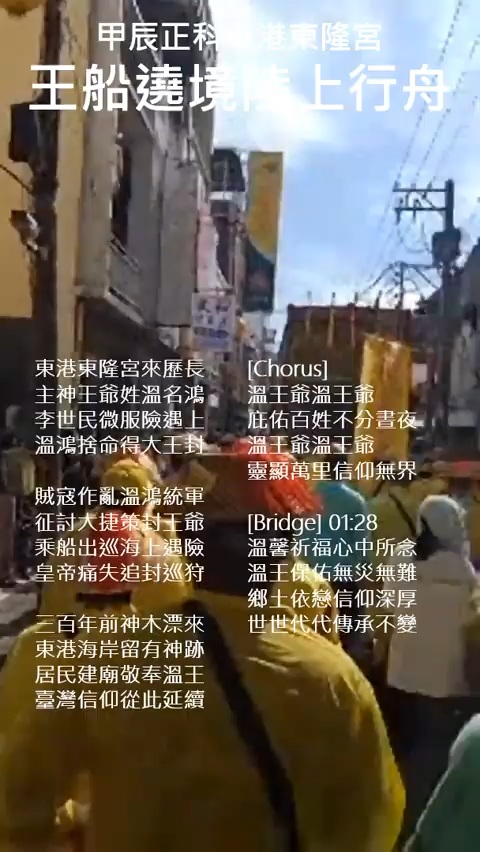 甲辰正科東港東隆宮
王船遶境陸上行舟
東港東隆宮來歷長
主神王爺姓溫名鴻
李世民微服險遇上
溫鴻捨命得大王封
賊寇作亂溫鴻統軍
征討大捷策封王爺
乘船出巡海上遇險
皇帝痛失追封巡狩
三百年前神木漂來
東港海岸留有神跡
居民建廟敬奉溫王
臺灣信仰從此延續
[Chorus]
溫王爺溫王爺
庇佑百姓不分晝夜
溫王爺溫王爺
靈顯萬里信仰無界
[Bridge] 01:28
溫馨祈福心中所念
溫王保佑無災無難
鄉土依戀信仰深厚
世世代代傳承不變